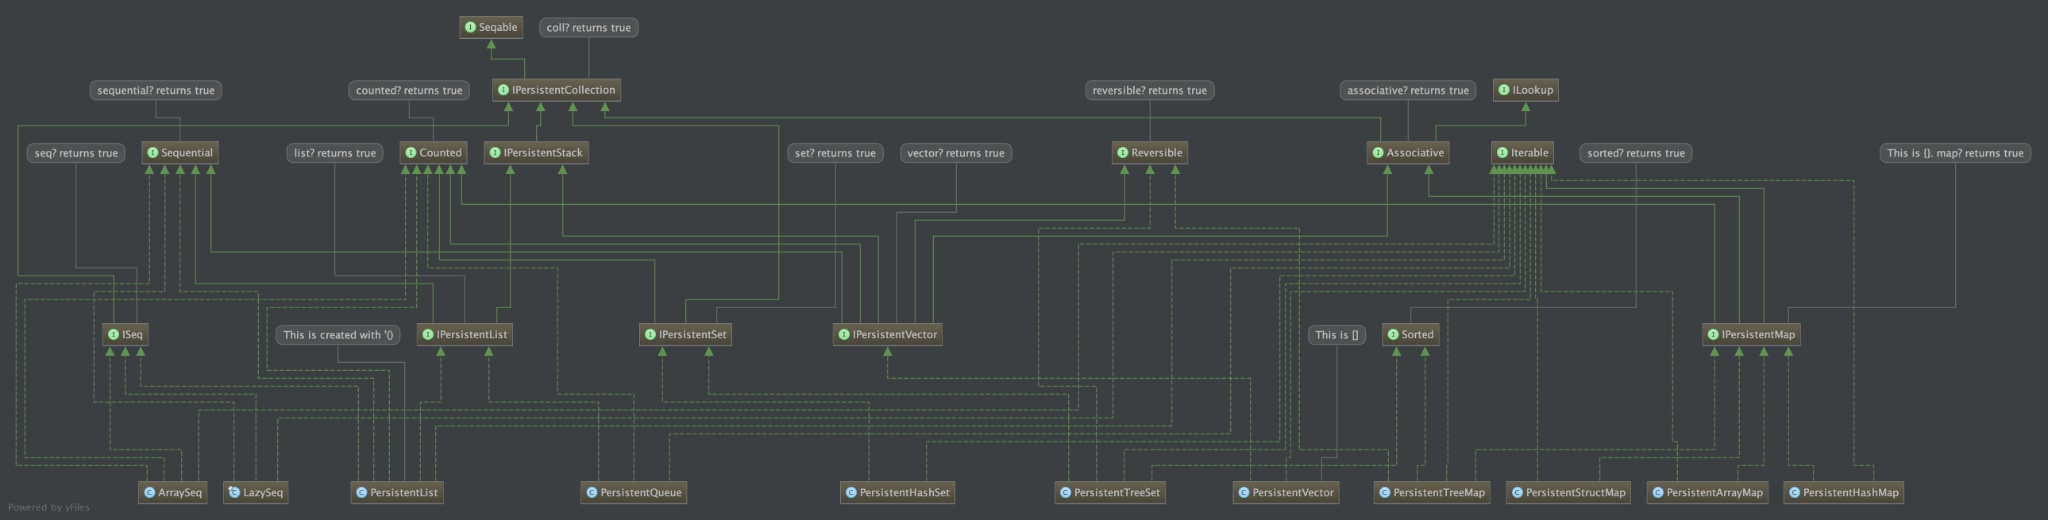 Seqable
coll? returns true
sequential? returns true
counted? returns true
IPersistentCollection
reversible? returns true
associative? returns true
ILookup
seq? returns true
Sequential
list? returns true
Counted
IPersistentStack
set? returns true
vector? returns true
Reversible
Associative
Iterable
sorted? returns true
This is {}. map? returns true
ISeq
This is created with '()
IPersistentList
IPersistentSet
IPersistentVector
This is []
Sorted
IPersistentMap
ArraySeq
LazySeq
PersistentList
PersistentQueue
PersistentHashSet
PersistentTreeSet
PersistentVector
PersistentTreeMap
PersistentStructMap
PersistentArrayMap
PersistentHashMap
Powered by yFiles